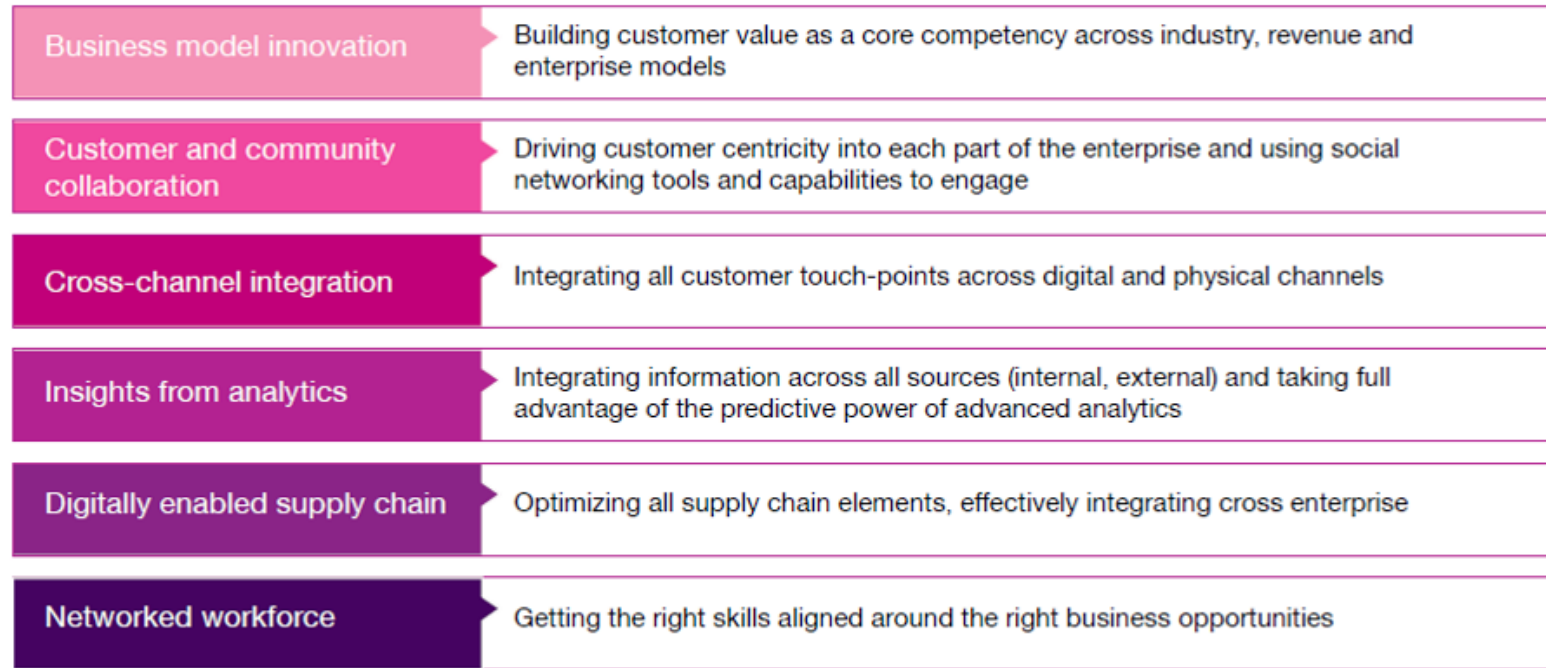 Business model innovation
Building customer value as a core competency across industry, revenue and
enterprise models
Customer and community
collaboration
Driving customer centricity into each part of the enterprise and using social
networking tools and capabilities to engage
Cross-channel integration
Integrating all customer touch-points across digital and physical channels
Insights from analytics
Integrating information across all sources (internal, external) and taking full
advantage of the predictive power of advanced analytics
Digitally enabled supply chain
Optimizing all supply chain elements, effectively integrating cross enterprise
Networked workforce
Getting the right skills aligned around the right business opportunities